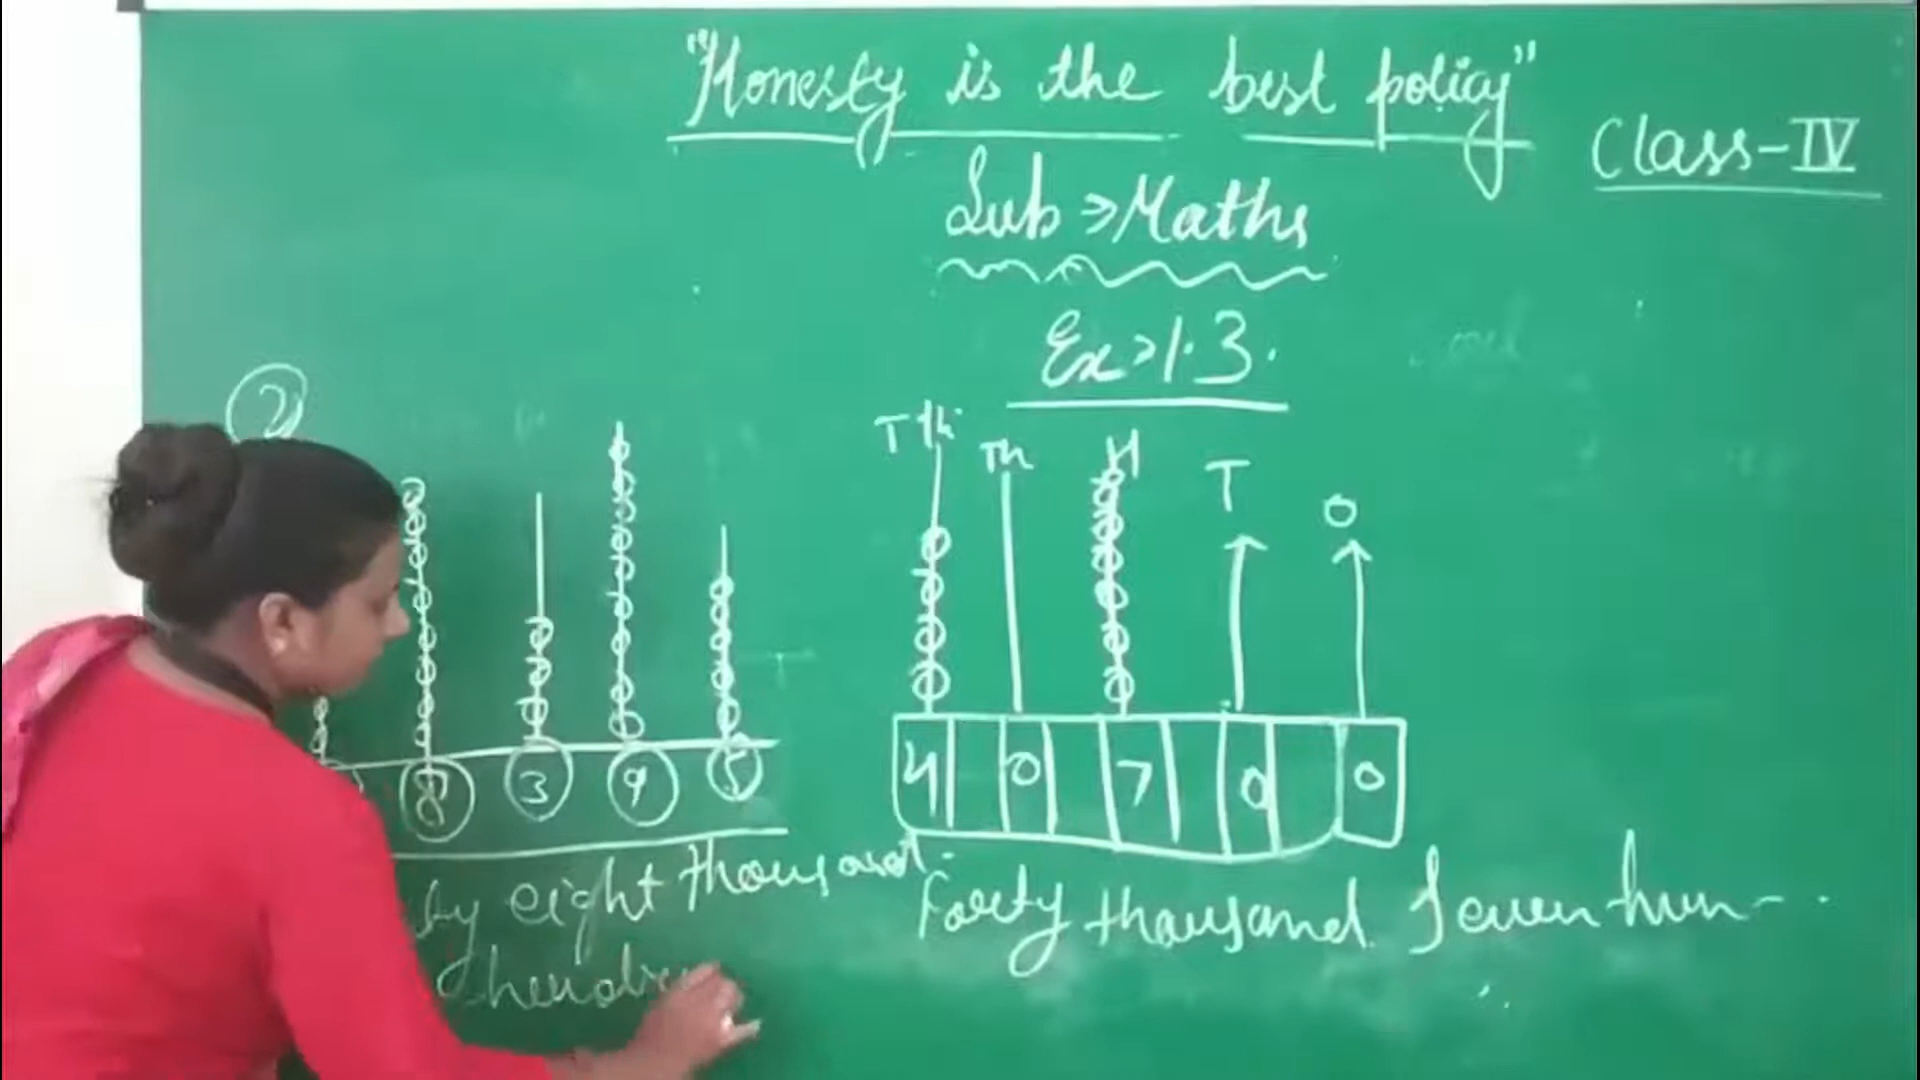 "Honesty is the best policy"
Class-IV
Sub ⇒ Maths
Ex > 1.3.
2
T th Th H T O
8 3 9 5
4 0 7 0 0
eight thousand
Forty thousand Seven hun--..